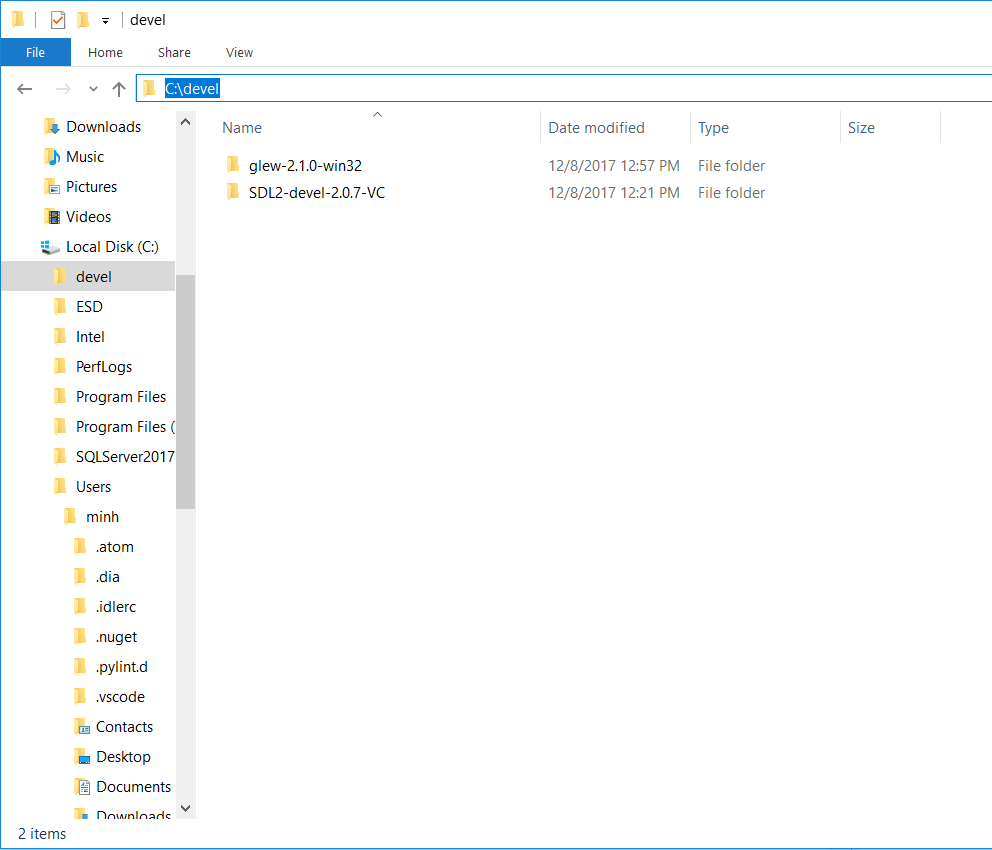 devel
File Home Share View
C:\devel
Name Date modified Type Size
glew-2.1.0-win32 12/8/2017 12:57 PM File folder
SDL2-devel-2.0.7-VC 12/8/2017 12:21 PM File folder
Downloads
Music
Pictures
Videos
Local Disk (C:)
devel
ESD
Intel
PerfLogs
Program Files
Program Files (
SQLServer2017
Users
minh
.atom
.dia
.idlerc
.nuget
.pylint.d
.vscode
Contacts
Desktop
Documents
Downloads
2 items